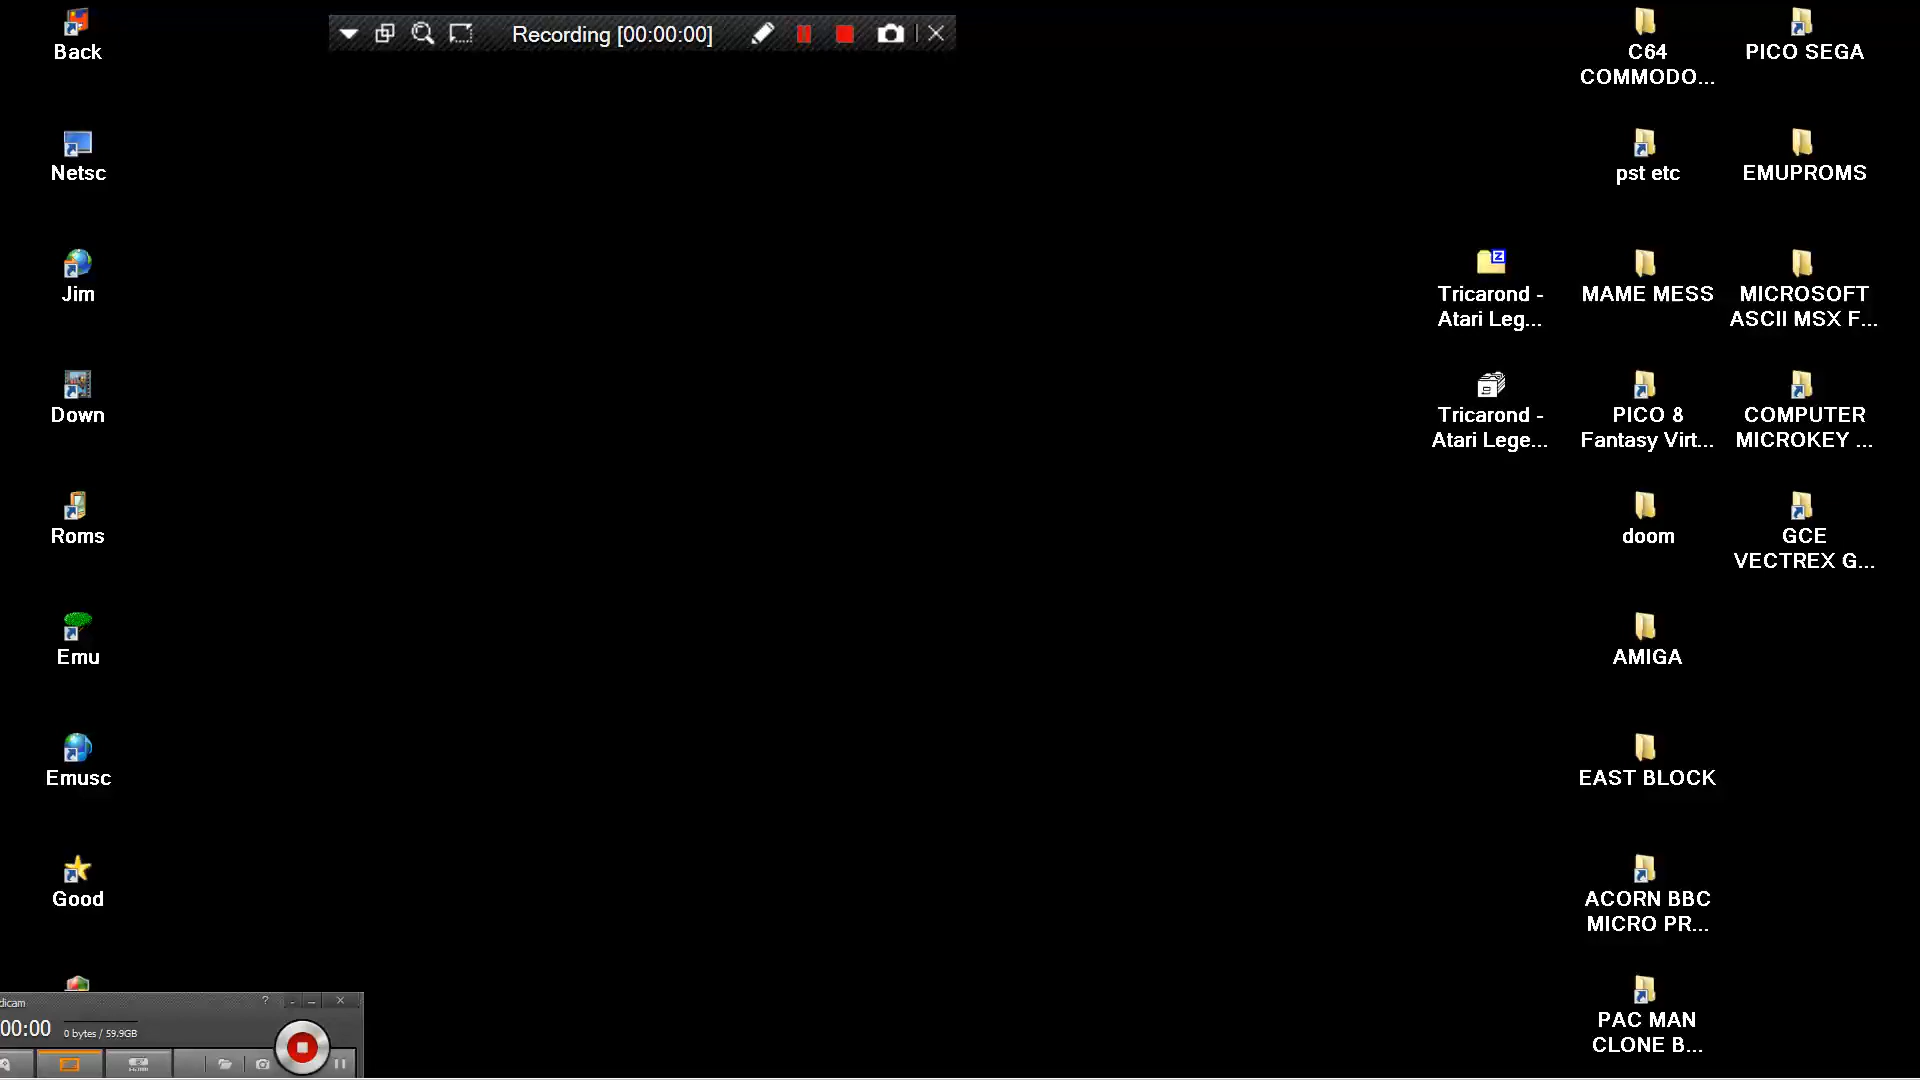 Recording [00:00:00]
Back
Netsc
Jim
Down
Roms
Emu
Emusc
Good
Tricarond -
Atari Leg...
Tricarond -
Atari Lege...
C64
COMMODO...
pst etc
MAME MESS
PICO 8
Fantasy Virt...
doom
AMIGA
EAST BLOCK
ACORN BBC
MICRO PR...
PAC MAN
CLONE B...
PICO SEGA
EMUPROMS
MICROSOFT
ASCII MSX F...
COMPUTER
MICROKEY ...
GCE
VECTREX G...
dicam
?
00:00
0 bytes / 59.9GB